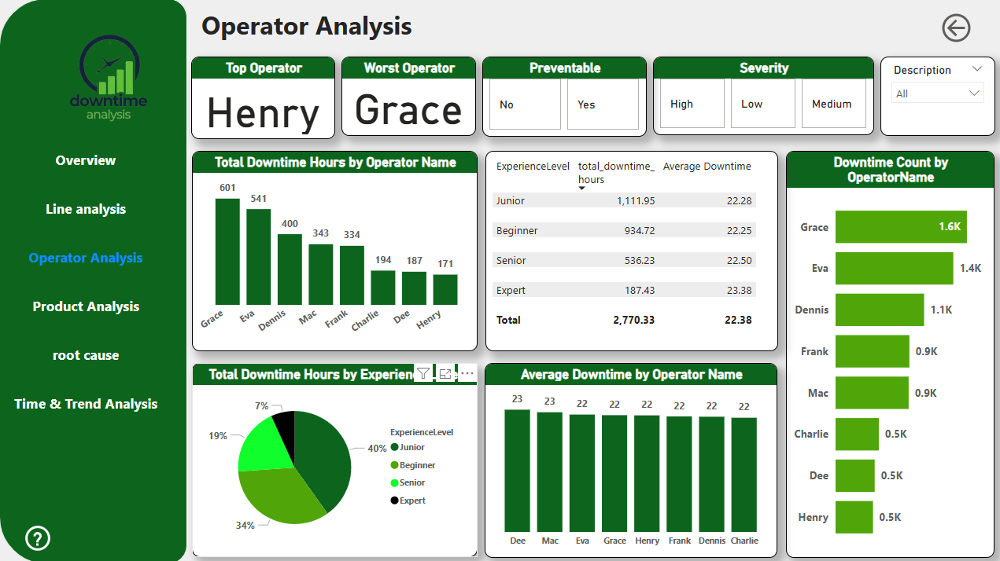 Operator Analysis
downtime
analysis
Overview
Line analysis
Operator Analysis
Product Analysis
root cause
Time & Trend Analysis
?
Top Operator
Henry
Worst Operator
Grace
Preventable
No
Yes
Severity
High
Low
Medium
Description
All
Total Downtime Hours by Operator Name
601
541
400
343
334
194
187
171
Grace
Eva
Dennis
Mac
Frank
Charlie
Dee
Henry
ExperienceLevel total_downtime_ Average Downtime
hours
Junior 1,111.95 22.28
Beginner 934.72 22.25
Senior 536.23 22.50
Expert 187.43 23.38
Total 2,770.33 22.38
Downtime Count by
OperatorName
Grace 1.6K
Eva 1.4K
Dennis 1.1K
Frank 0.9K
Mac 0.9K
Charlie 0.5K
Dee 0.5K
Henry 0.5K
Total Downtime Hours by
7%
19%
40%
34%
ExperienceLevel
Junior
Beginner
Senior
Expert
Average Downtime by Operator Name
23 23 22 22 22 22 22 22
Dee Mac Eva Grace Henry Frank Dennis Charlie